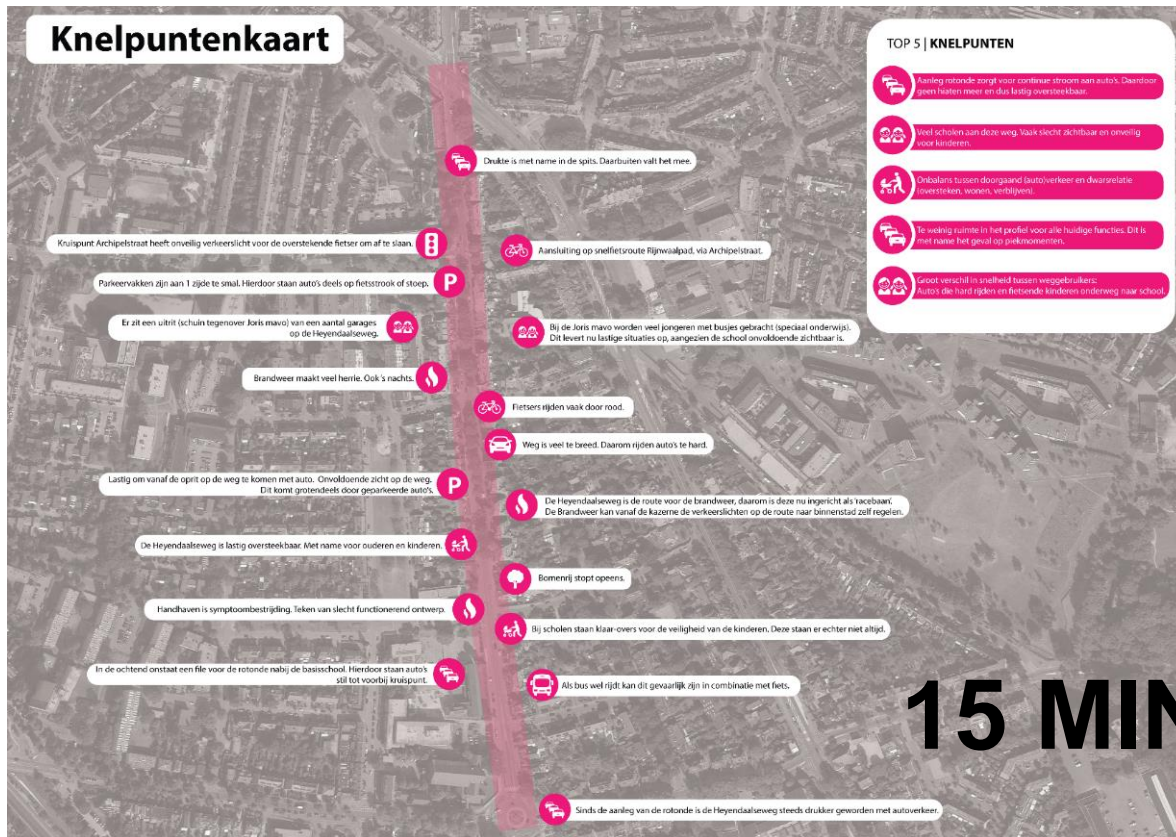 Knelpuntenkaart
TOP 5 | KNELPUNTEN
Aanleg rotonde zorgt voor continue stroom aan auto's. Daardoor
geen hiaten meer en dus lastig oversteekbaar.
Veel scholen aan deze weg. Vaak slecht zichtbaar en onveilig
voor kinderen.
Onbalans tussen doorgaand (auto)verkeer en dwarsrelatie
(oversteken, wonen, verblijven).
Te weinig ruimte in het profiel voor alle huidige functies. Dit is
met name het geval op piekmomenten.
Groot verschil in snelheid tussen weggebruikers:
Auto's die hard rijden en fietsende kinderen onderweg naar school.
Drukte is met name in de spits. Daarbuiten valt het mee.
Kruispunt Archipelstraat heeft onveilig verkeerslicht voor de overstekende fietser om af te slaan.
Aansluiting op snelfietsroute Rijnwaalpad, via Archipelstraat.
Parkeervakken zijn aan 1 zijde te smal. Hierdoor staan auto's deels op fietsstrook of stoep.
P
Er zit een uitrit (schuin tegenover Joris mavo) van een aantal garages
op de Heyendaalseweg.
Bij de Joris mavo worden veel jongeren met busjes gebracht (speciaal onderwijs).
Dit levert nu lastige situaties op, aangezien de school onvoldoende zichtbaar is.
Brandweer maakt veel herrie. Ook 's nachts.
Fietsers rijden vaak door rood.
Weg is veel te breed. Daarom rijden auto's te hard.
Lastig om vanaf de oprit op de weg te komen met auto. Onvoldoende zicht op de weg.
Dit komt grotendeels door geparkeerde auto's.
P
De Heyendaalseweg is de route voor de brandweer, daarom is deze nu ingericht als 'racebaan'.
De Brandweer kan vanaf de kazerne de verkeerslichten op de route naar binnenstad zelf regelen.
De Heyendaalseweg is lastig oversteekbaar. Met name voor ouderen en kinderen.
Bomenrij stopt opeens.
Handhaven is symptoombestrijding. Teken van slecht functionerend ontwerp.
Bij scholen staan klaar-overs voor de veiligheid van de kinderen. Deze staan er echter niet altijd.
In de ochtend onstaat een file voor de rotonde nabij de basisschool. Hierdoor staan auto's
stil tot voorbij kruispunt.
Als bus wel rijdt kan dit gevaarlijk zijn in combinatie met fiets.
15 MIN
Sinds de aanleg van de rotonde is de Heyendaalseweg steeds drukker geworden met autoverkeer.